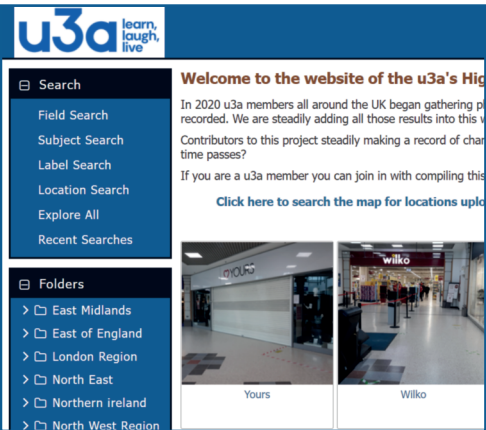 u3a learn,
laugh,
live
Search
Field Search
Subject Search
Label Search
Location Search
Explore All
Recent Searches
Folders
East Midlands
East of England
London Region
North East
Northern ireland
North West Region
Welcome to the website of the u3a's Hig
In 2020 u3a members all around the UK began gathering p
recorded. We are steadily adding all those results into this w
Contributors to this project steadily making a record of char
time passes?
If you are a u3a member you can join in with compiling this
Click here to search the map for locations uplo
YOURS
wilko
Yours
Wilko